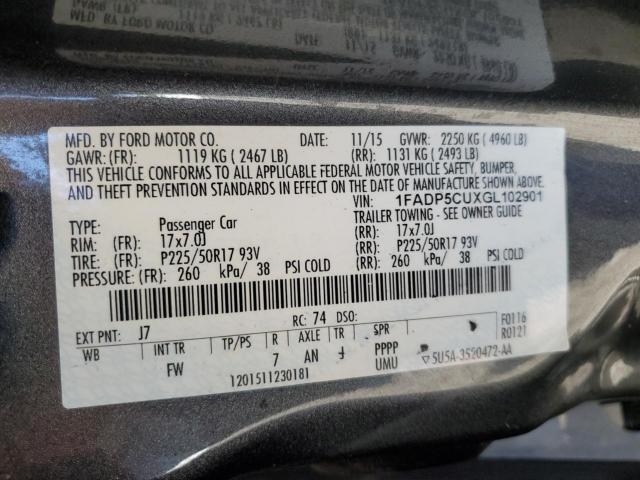 MFD. BY FORD MOTOR CO. DATE: 11/15 GVWR: 2250 KG ( 4960 LB)
GAWR: (FR): 1119 KG ( 2467 LB) (RR): 1131 KG ( 2493 LB)
THIS VEHICLE CONFORMS TO ALL APPLICABLE FEDERAL MOTOR VEHICLE SAFETY, BUMPER,
AND THEFT PREVENTION STANDARDS IN EFFECT ON THE DATE OF MANUFACTURE SHOWN ABOVE.
VIN: 1FADP5CUXGL102901
TYPE: Passenger Car TRAILER TOWING - SEE OWNER GUIDE
RIM: (FR): 17x7.0J (RR): 17x7.0J
TIRE: (FR): P225/50R17 93V (RR): P225/50R17 93V
PRESSURE: (FR): 260 kPa/ 38 PSI COLD (RR): 260 kPa/ 38 PSI COLD
EXT PNT: J7 RC: 74 DSO: F0116
WB INT TR TP/PS R AXLE TR SPR R0121
FW 7 AN PPPP
1201511230181 UMU 5U5A-3520472-AA